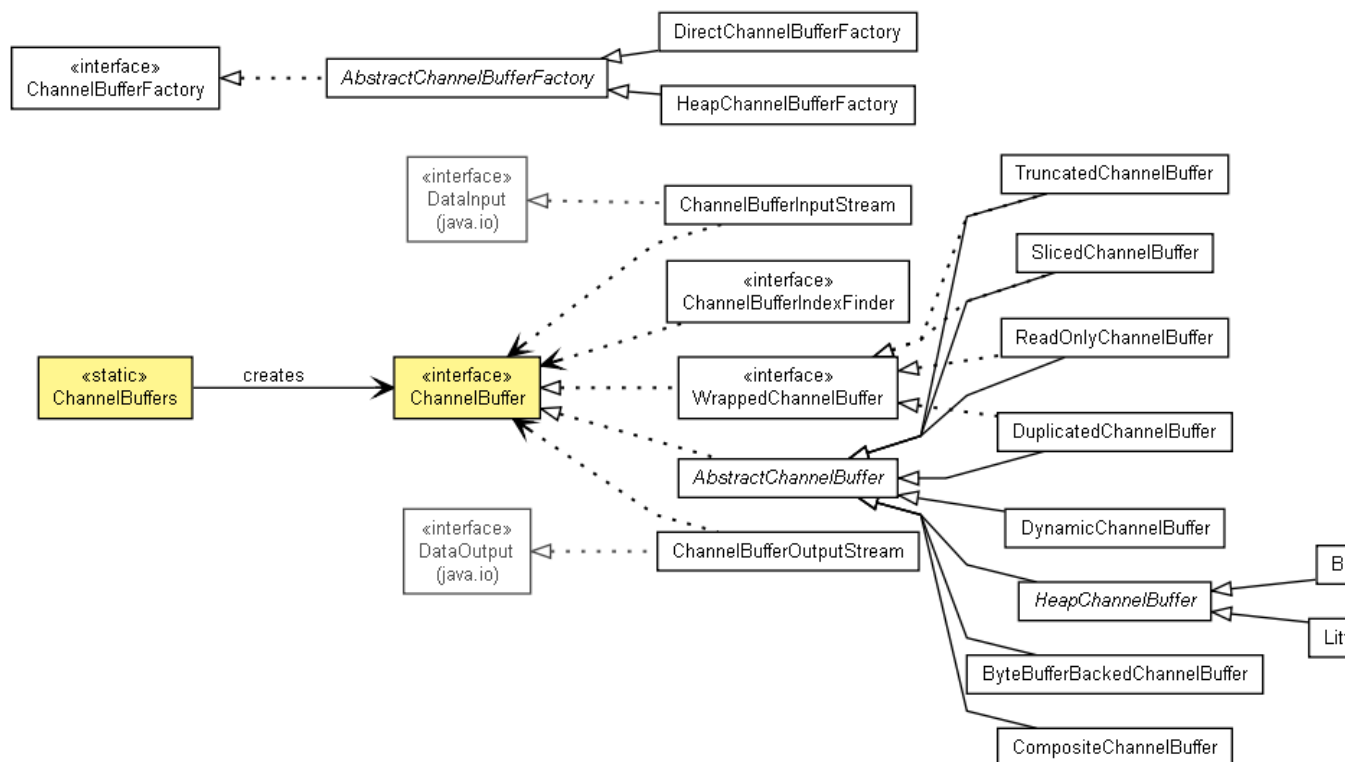 DirectChannelBufferFactory
«interface»
ChannelBufferFactory
AbstractChannelBufferFactory
HeapChannelBufferFactory
«interface»
DataInput
(java.io)
ChannelBufferInputStream
TruncatedChannelBuffer
SlicedChannelBuffer
«interface»
ChannelBufferIndexFinder
ReadOnlyChannelBuffer
«static»
ChannelBuffers
creates
«interface»
ChannelBuffer
«interface»
WrappedChannelBuffer
DuplicatedChannelBuffer
AbstractChannelBuffer
DynamicChannelBuffer
«interface»
DataOutput
(java.io)
ChannelBufferOutputStream
HeapChannelBuffer
ByteBufferBackedChannelBuffer
CompositeChannelBuffer